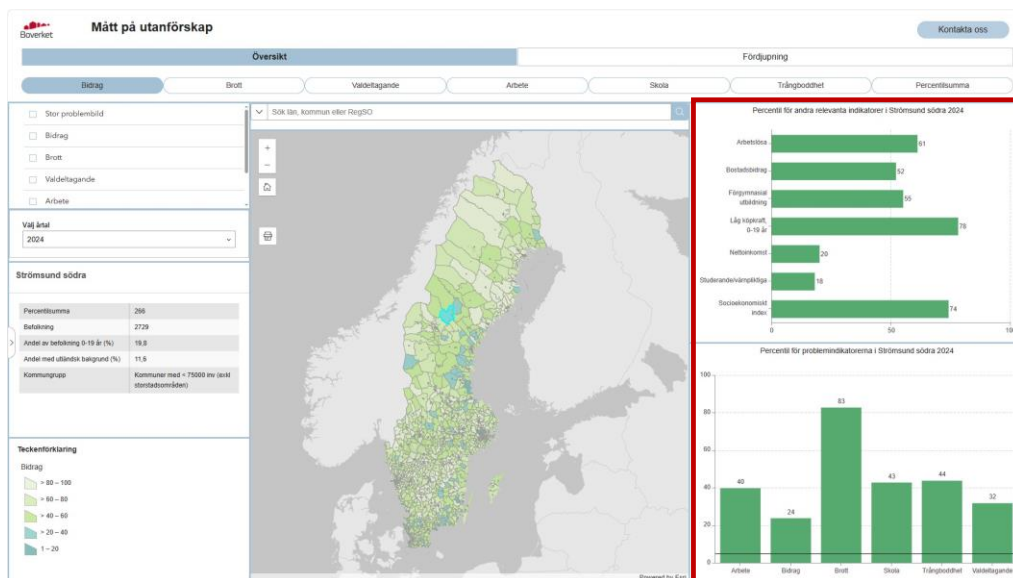 Boverket
Mått på utanförskap
Kontakta oss
Översikt
Fördjupning
Bidrag
Brott
Valdeltagande
Arbete
Skola
Trångboddhet
Percentilsumma
Stor problembild
Bidrag
Brott
Valdeltagande
Arbete
Välj årtal
2024
Strömsund södra
Percentilsumma 266
Befolkning 2729
Andel av befolkning 0-19 år (%) 19,8
Andel med utländsk bakgrund (%) 11,6
Kommungrupp Kommuner med < 75000 inv (exkl
storstadsområden)
Teckenförklaring
Bidrag
> 80 – 100
> 60 – 80
> 40 – 60
> 20 – 40
1 – 20
Sök län, kommun eller RegSO
+
−
Powered by Esri
Percentil för andra relevanta indikatorer i Strömsund södra 2024
Arbetslösa 61
Bostadsbidrag 52
Förgymnasial
utbildning 55
Låg köpkraft,
0-19 år 78
Nettoinkomst 20
Studerande/värnpliktiga 18
Socioekonomiskt
index 74
0 50 10
Percentil för problemindikatorerna i Strömsund södra 2024
100
80
60
40
20
0
40 24 83 43 44 32
Arbete Bidrag Brott Skola Trångboddhet Valdeltagande